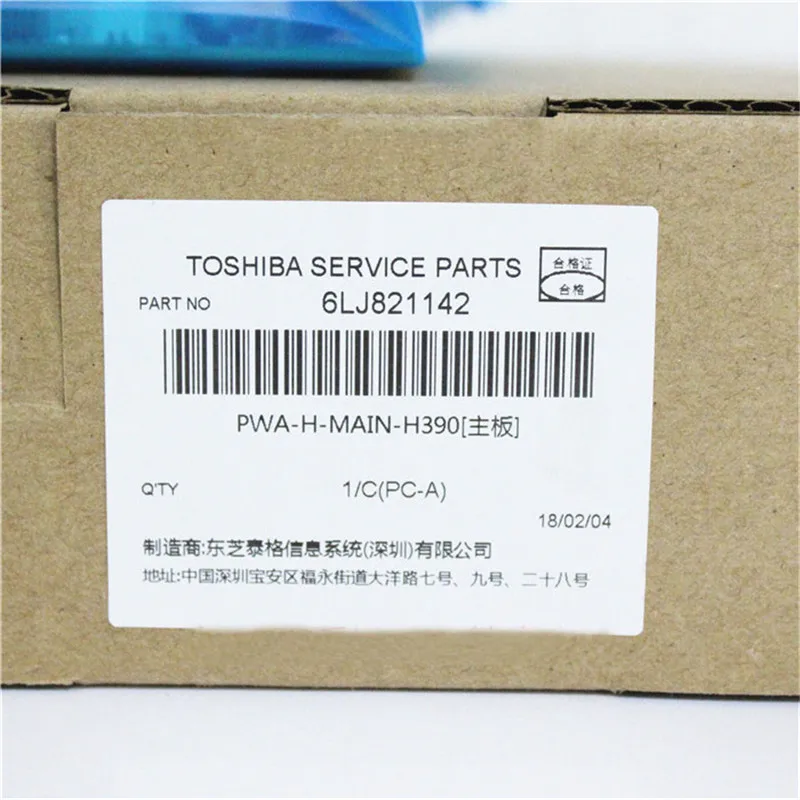 TOSHIBA SERVICE PARTS
合格证
合格
PART NO 6LJ821142
PWA-H-MAIN-H390[主板]
Q'TY 1/C(PC-A)
18/02/04
制造商:东芝泰格信息系统(深圳)有限公司
地址:中国深圳宝安区福永街道大洋路七号、九号、二十八号